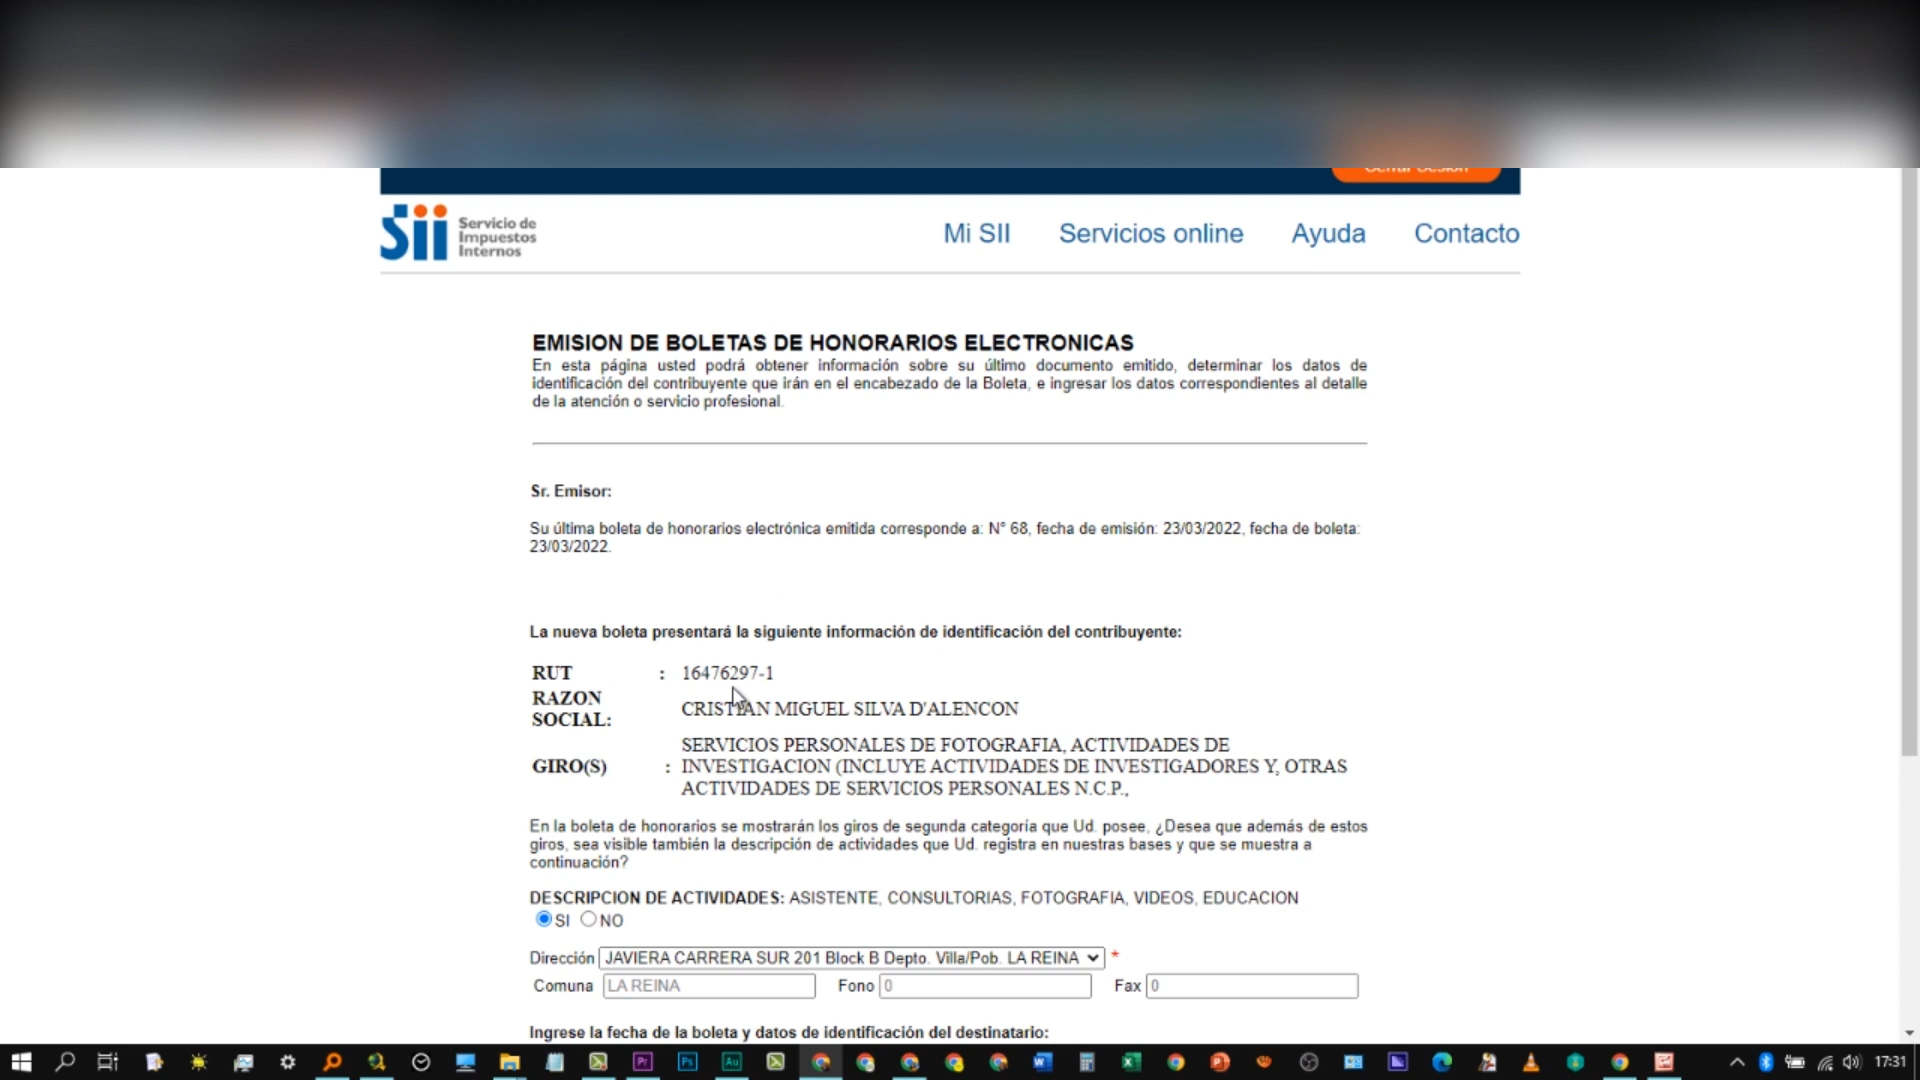 Cerrar Sesión
Sii Servicio de
Impuestos
Internos
Mi SII Servicios online Ayuda Contacto
EMISION DE BOLETAS DE HONORARIOS ELECTRONICAS
En esta página usted podrá obtener información sobre su último documento emitido, determinar los datos de
identificación del contribuyente que irán en el encabezado de la Boleta, e ingresar los datos correspondientes al detalle
de la atención o servicio profesional.
Sr. Emisor:
Su última boleta de honorarios electrónica emitida corresponde a: N° 68, fecha de emisión: 23/03/2022, fecha de boleta:
23/03/2022.
La nueva boleta presentará la siguiente información de identificación del contribuyente:
RUT : 16476297-1
RAZON
SOCIAL: CRISTIAN MIGUEL SILVA D'ALENCON
SERVICIOS PERSONALES DE FOTOGRAFIA, ACTIVIDADES DE
GIRO(S) : INVESTIGACION (INCLUYE ACTIVIDADES DE INVESTIGADORES Y, OTRAS
ACTIVIDADES DE SERVICIOS PERSONALES N.C.P.,
En la boleta de honorarios se mostrarán los giros de segunda categoría que Ud. posee, ¿Desea que además de estos
giros, sea visible también la descripción de actividades que Ud. registra en nuestras bases y que se muestra a
continuación?
DESCRIPCION DE ACTIVIDADES: ASISTENTE, CONSULTORIAS, FOTOGRAFIA, VIDEOS, EDUCACION
SI NO
Dirección JAVIERA CARRERA SUR 201 Block B Depto. Villa/Pob. LA REINA *
Comuna LA REINA Fono 0 Fax 0
Ingrese la fecha de la boleta y datos de identificación del destinatario:
Pr Ps Au 17:31